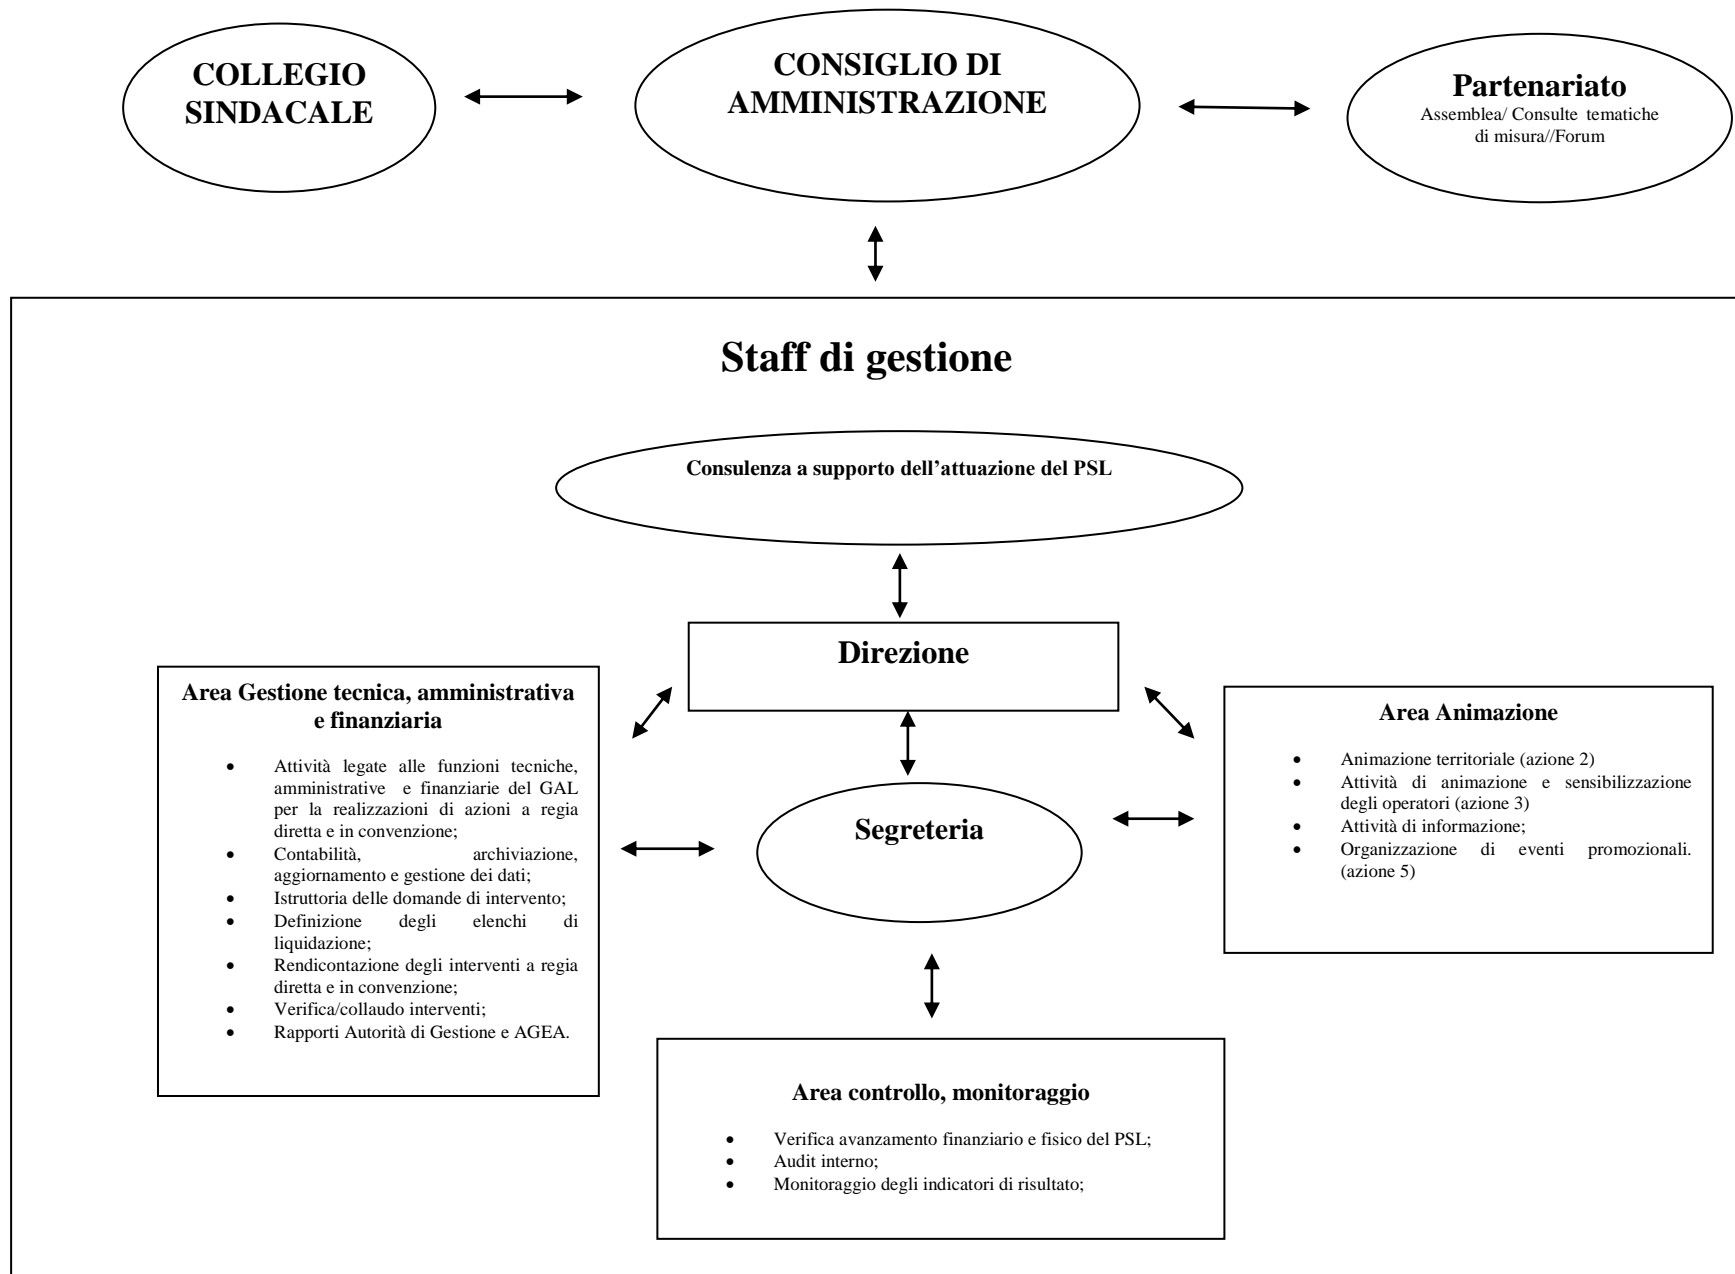 COLLEGIO
SINDACALE
CONSIGLIO DI
AMMINISTRAZIONE
Partenariato
Assemblea/ Consulte tematiche
di misura//Forum
Staff di gestione
Consulenza a supporto dell’attuazione del PSL
Direzione
Area Gestione tecnica, amministrativa
e finanziaria
• Attività legate alle funzioni tecniche,
amministrative e finanziarie del GAL
per la realizzazioni di azioni a regia
diretta e in convenzione;
• Contabilità, archiviazione,
aggiornamento e gestione dei dati;
• Istruttoria delle domande di intervento;
• Definizione degli elenchi di
liquidazione;
• Rendicontazione degli interventi a regia
diretta e in convenzione;
• Verifica/collaudo interventi;
• Rapporti Autorità di Gestione e AGEA.
Segreteria
Area Animazione
• Animazione territoriale (azione 2)
• Attività di animazione e sensibilizzazione
degli operatori (azione 3)
• Attività di informazione;
• Organizzazione di eventi promozionali.
(azione 5)
Area controllo, monitoraggio
• Verifica avanzamento finanziario e fisico del PSL;
• Audit interno;
• Monitoraggio degli indicatori di risultato;